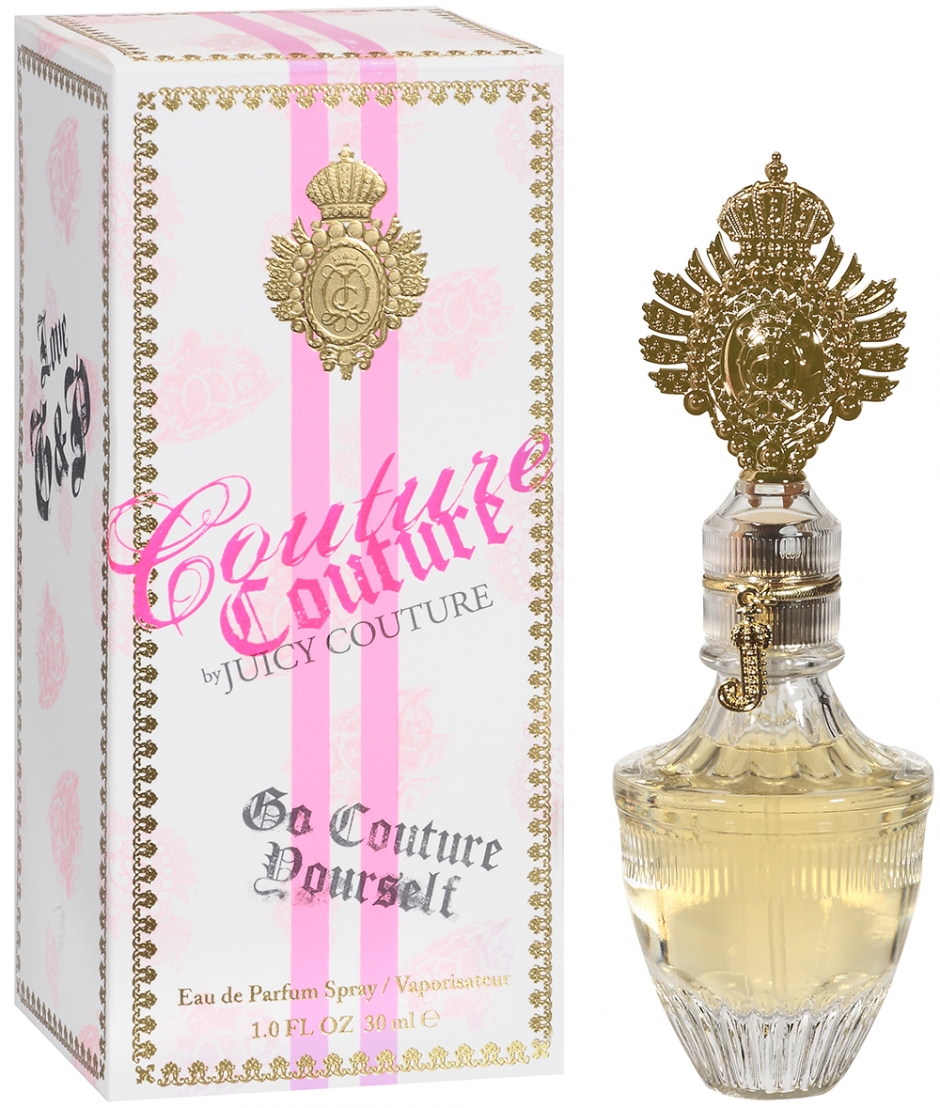 Love
G&P
Couture
Couture
by JUICY COUTURE
Go Couture
Yourself
Eau de Parfum Spray / Vaporisateur
1.0 FL OZ 30 ml ℮